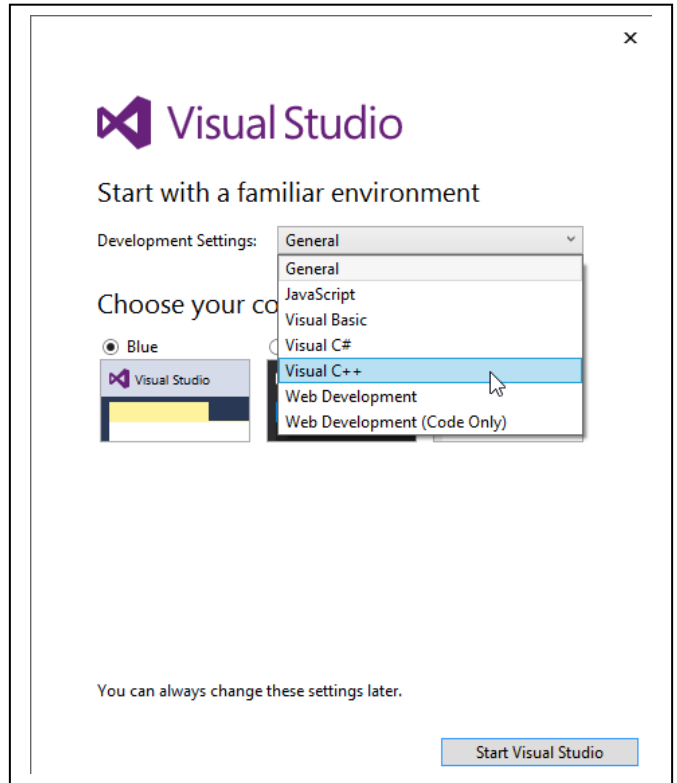 Visual Studio
Start with a familiar environment
Development Settings: General
General
JavaScript
Choose your co
Visual Basic
Blue
Visual C#
Visual Studio
Visual C++
Web Development
Web Development (Code Only)
You can always change these settings later.
Start Visual Studio